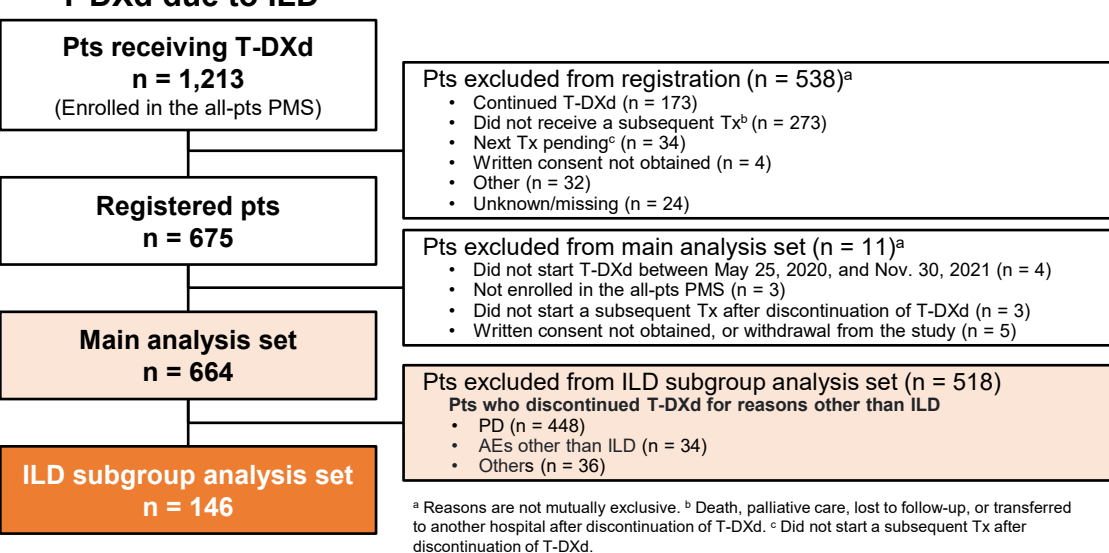 T-DXd due to ILD
Pts receiving T-DXd
n = 1,213
(Enrolled in the all-pts PMS)
Pts excluded from registration (n = 538)ᵃ
• Continued T-DXd (n = 173)
• Did not receive a subsequent Txᵇ (n = 273)
• Next Tx pendingᶜ (n = 34)
• Written consent not obtained (n = 4)
• Other (n = 32)
• Unknown/missing (n = 24)
Registered pts
n = 675
Pts excluded from main analysis set (n = 11)ᵃ
• Did not start T-DXd between May 25, 2020, and Nov. 30, 2021 (n = 4)
• Not enrolled in the all-pts PMS (n = 3)
• Did not start a subsequent Tx after discontinuation of T-DXd (n = 3)
• Written consent not obtained, or withdrawal from the study (n = 5)
Main analysis set
n = 664
Pts excluded from ILD subgroup analysis set (n = 518)
Pts who discontinued T-DXd for reasons other than ILD
• PD (n = 448)
• AEs other than ILD (n = 34)
• Others (n = 36)
ILD subgroup analysis set
n = 146
ᵃ Reasons are not mutually exclusive. ᵇ Death, palliative care, lost to follow-up, or transferred
to another hospital after discontinuation of T-DXd. ᶜ Did not start a subsequent Tx after
discontinuation of T-DXd.